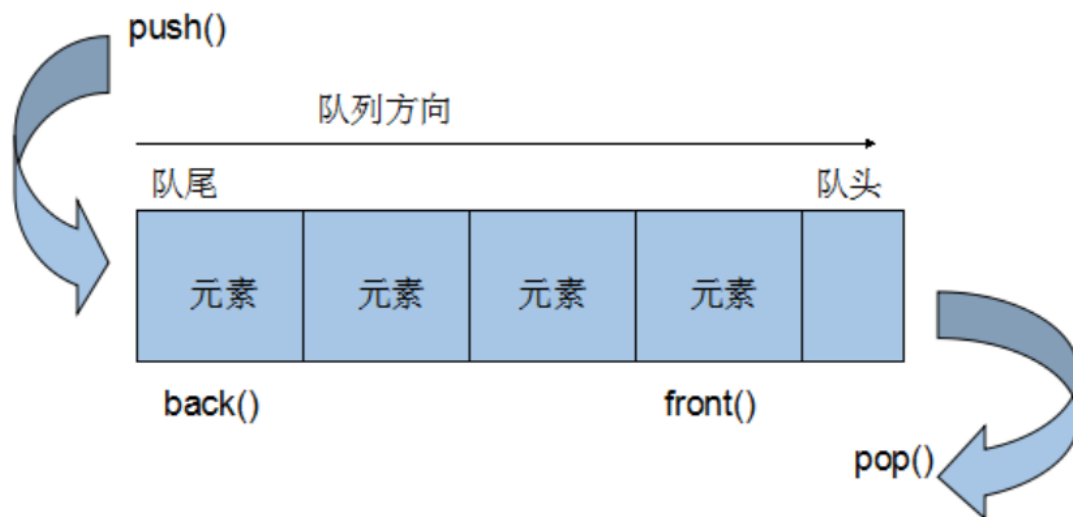 push()
队列方向
队尾 队头
元素 元素 元素 元素
back() front()
pop()